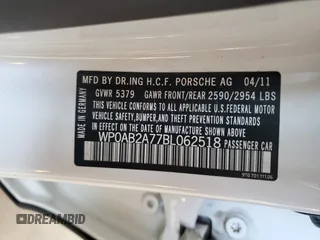 MFD BY DR.ING H.C.F. PORSCHE AG 04/11
GVWR 5379 GAWR FRONT/REAR 2590/2954 LBS
THIS VEHICLE CONFORMS TO ALL APPLICABLE U.S. FEDERAL MOTOR
VEHICLE SAFETY, BUMPER, AND THEFT PREVENTION STANDARDS
IN EFFECT ON THE DATE OF MANUFACTURE SHOWN ABOVE
WP0AB2A77BL062518 PASSENGER CAR
MADE IN GERMANY
DREAMBID